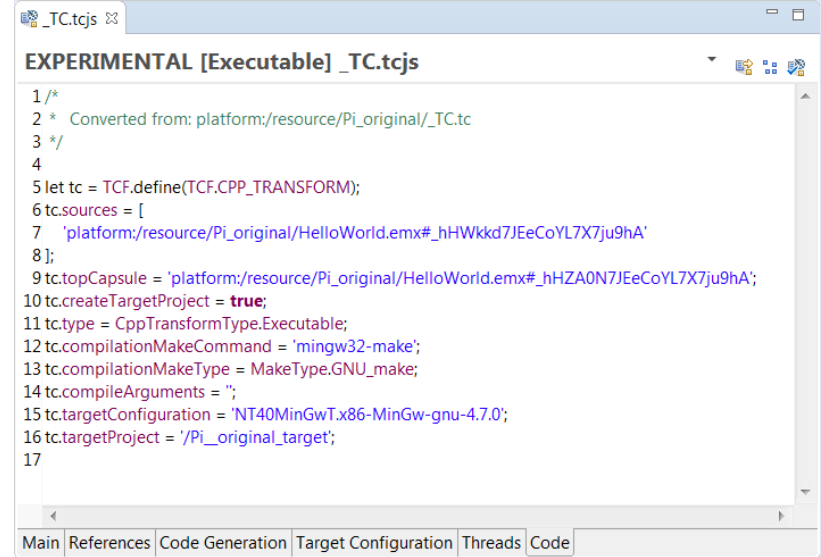 _TC.tcjs
EXPERIMENTAL [Executable] _TC.tcjs
1 /*
2 *   Converted from: platform:/resource/Pi_original/_TC.tc
3 */
4
5 let tc = TCF.define(TCF.CPP_TRANSFORM);
6 tc.sources = [
7    'platform:/resource/Pi_original/HelloWorld.emx#_hHWkkd7JEeCoYL7X7ju9hA'
8 ];
9 tc.topCapsule = 'platform:/resource/Pi_original/HelloWorld.emx#_hHZA0N7JEeCoYL7X7ju9hA';
10 tc.createTargetProject = true;
11 tc.type = CppTransformType.Executable;
12 tc.compilationMakeCommand = 'mingw32-make';
13 tc.compilationMakeType = MakeType.GNU_make;
14 tc.compileArguments = '';
15 tc.targetConfiguration = 'NT40MinGwT.x86-MinGw-gnu-4.7.0';
16 tc.targetProject = '/Pi__original_target';
17
Main References Code Generation Target Configuration Threads Code